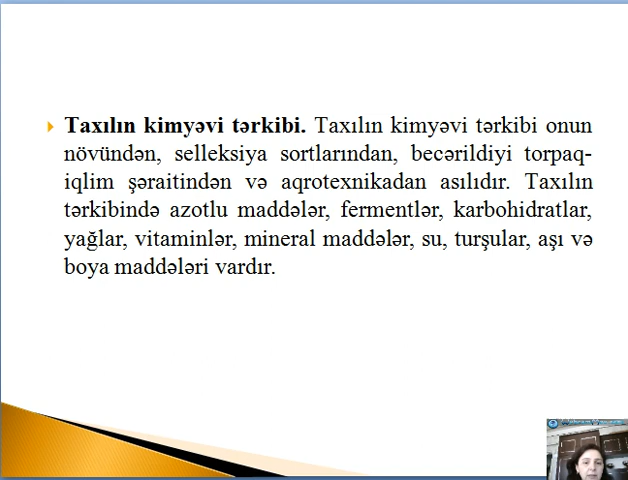 Taxılın kimyəvi tərkibi. Taxılın kimyəvi tərkibi onun
növündən, selleksiya sortlarından, becərildiyi torpaq-
iqlim şəraitindən və aqrotexnikadan asılıdır. Taxılın
tərkibində azotlu maddələr, fermentlər, karbohidratlar,
yağlar, vitaminlər, mineral maddələr, su, turşular, aşı və
boya maddələri vardır.